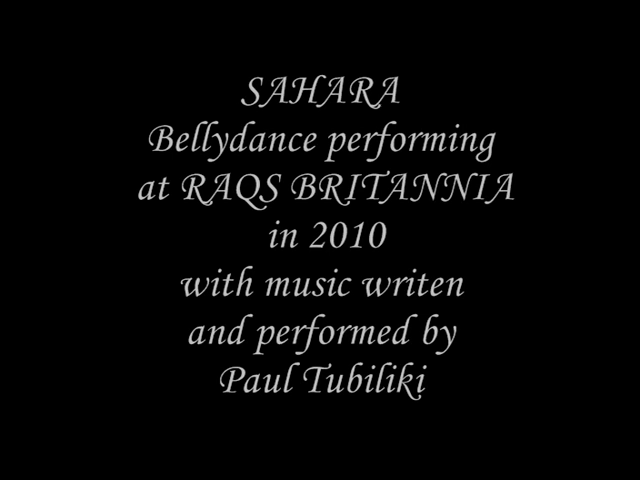 SAHARA
Bellydance performing
at RAQS BRITANNIA
in 2010
with music writen
and performed by
Paul Tubiliki